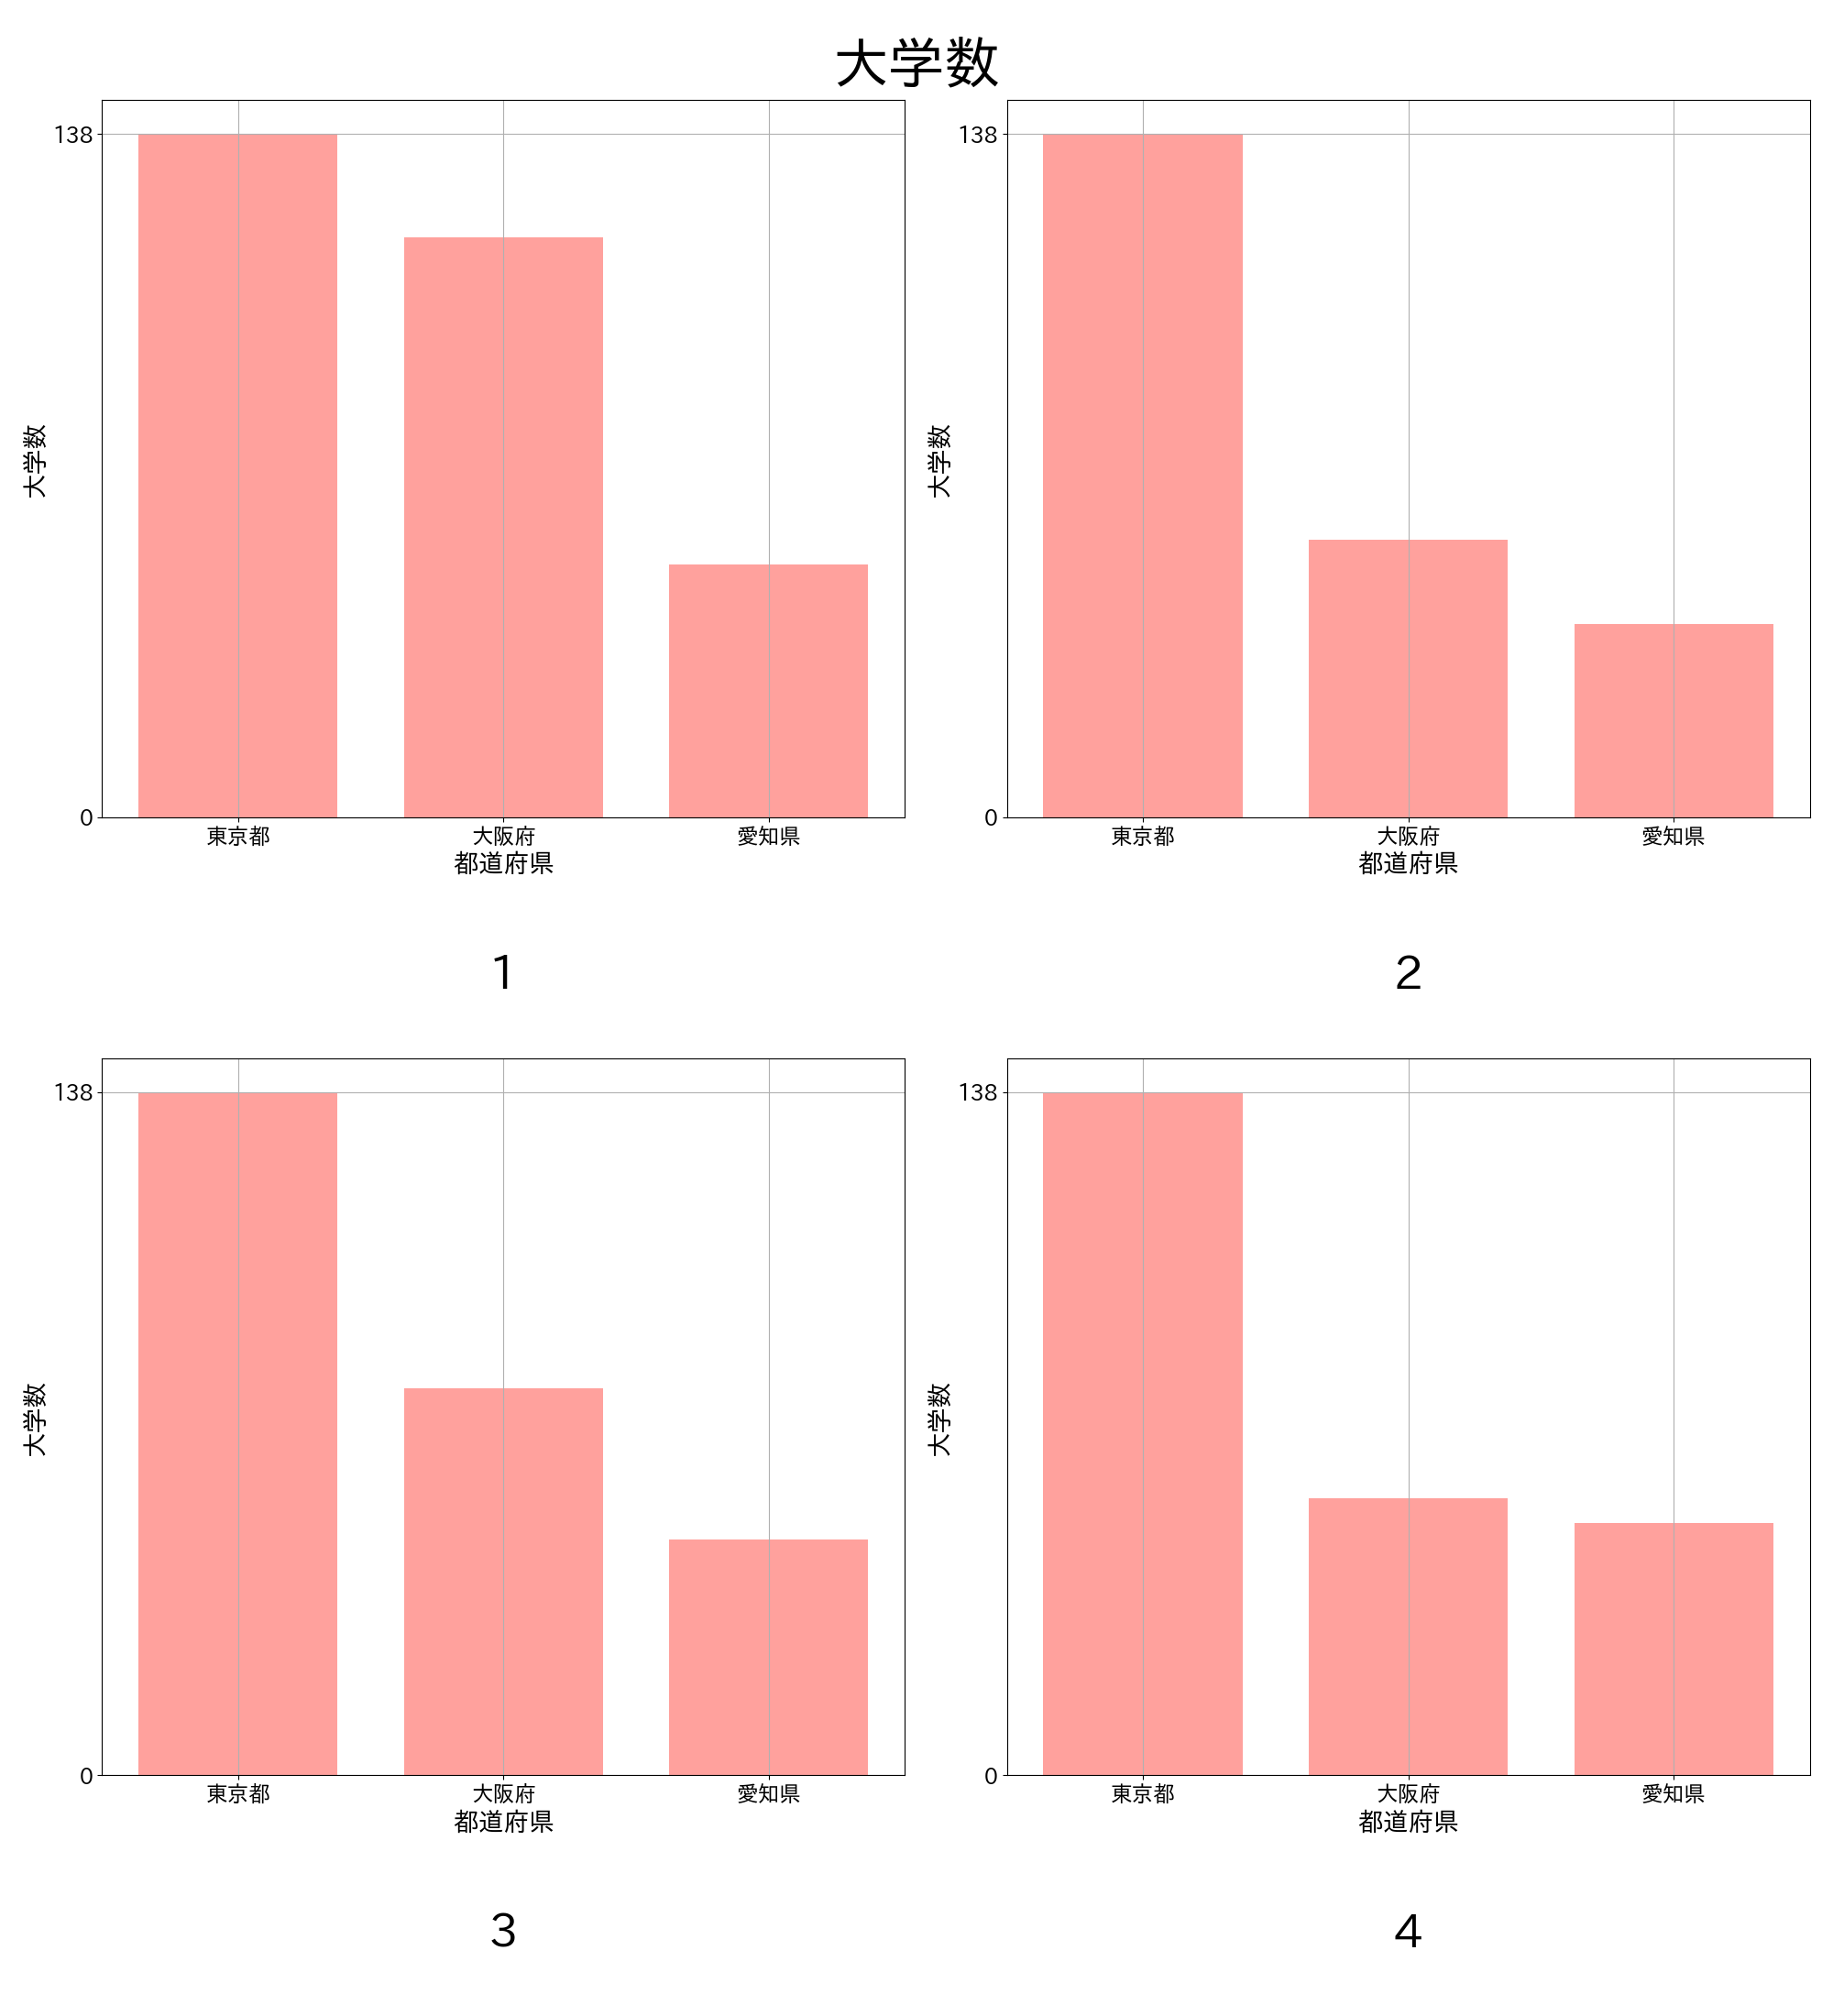 大学数
138
0
大学数
東京都 大阪府 愛知県
都道府県
1
138
0
大学数
東京都 大阪府 愛知県
都道府県
2
138
0
大学数
東京都 大阪府 愛知県
都道府県
3
138
0
大学数
東京都 大阪府 愛知県
都道府県
4